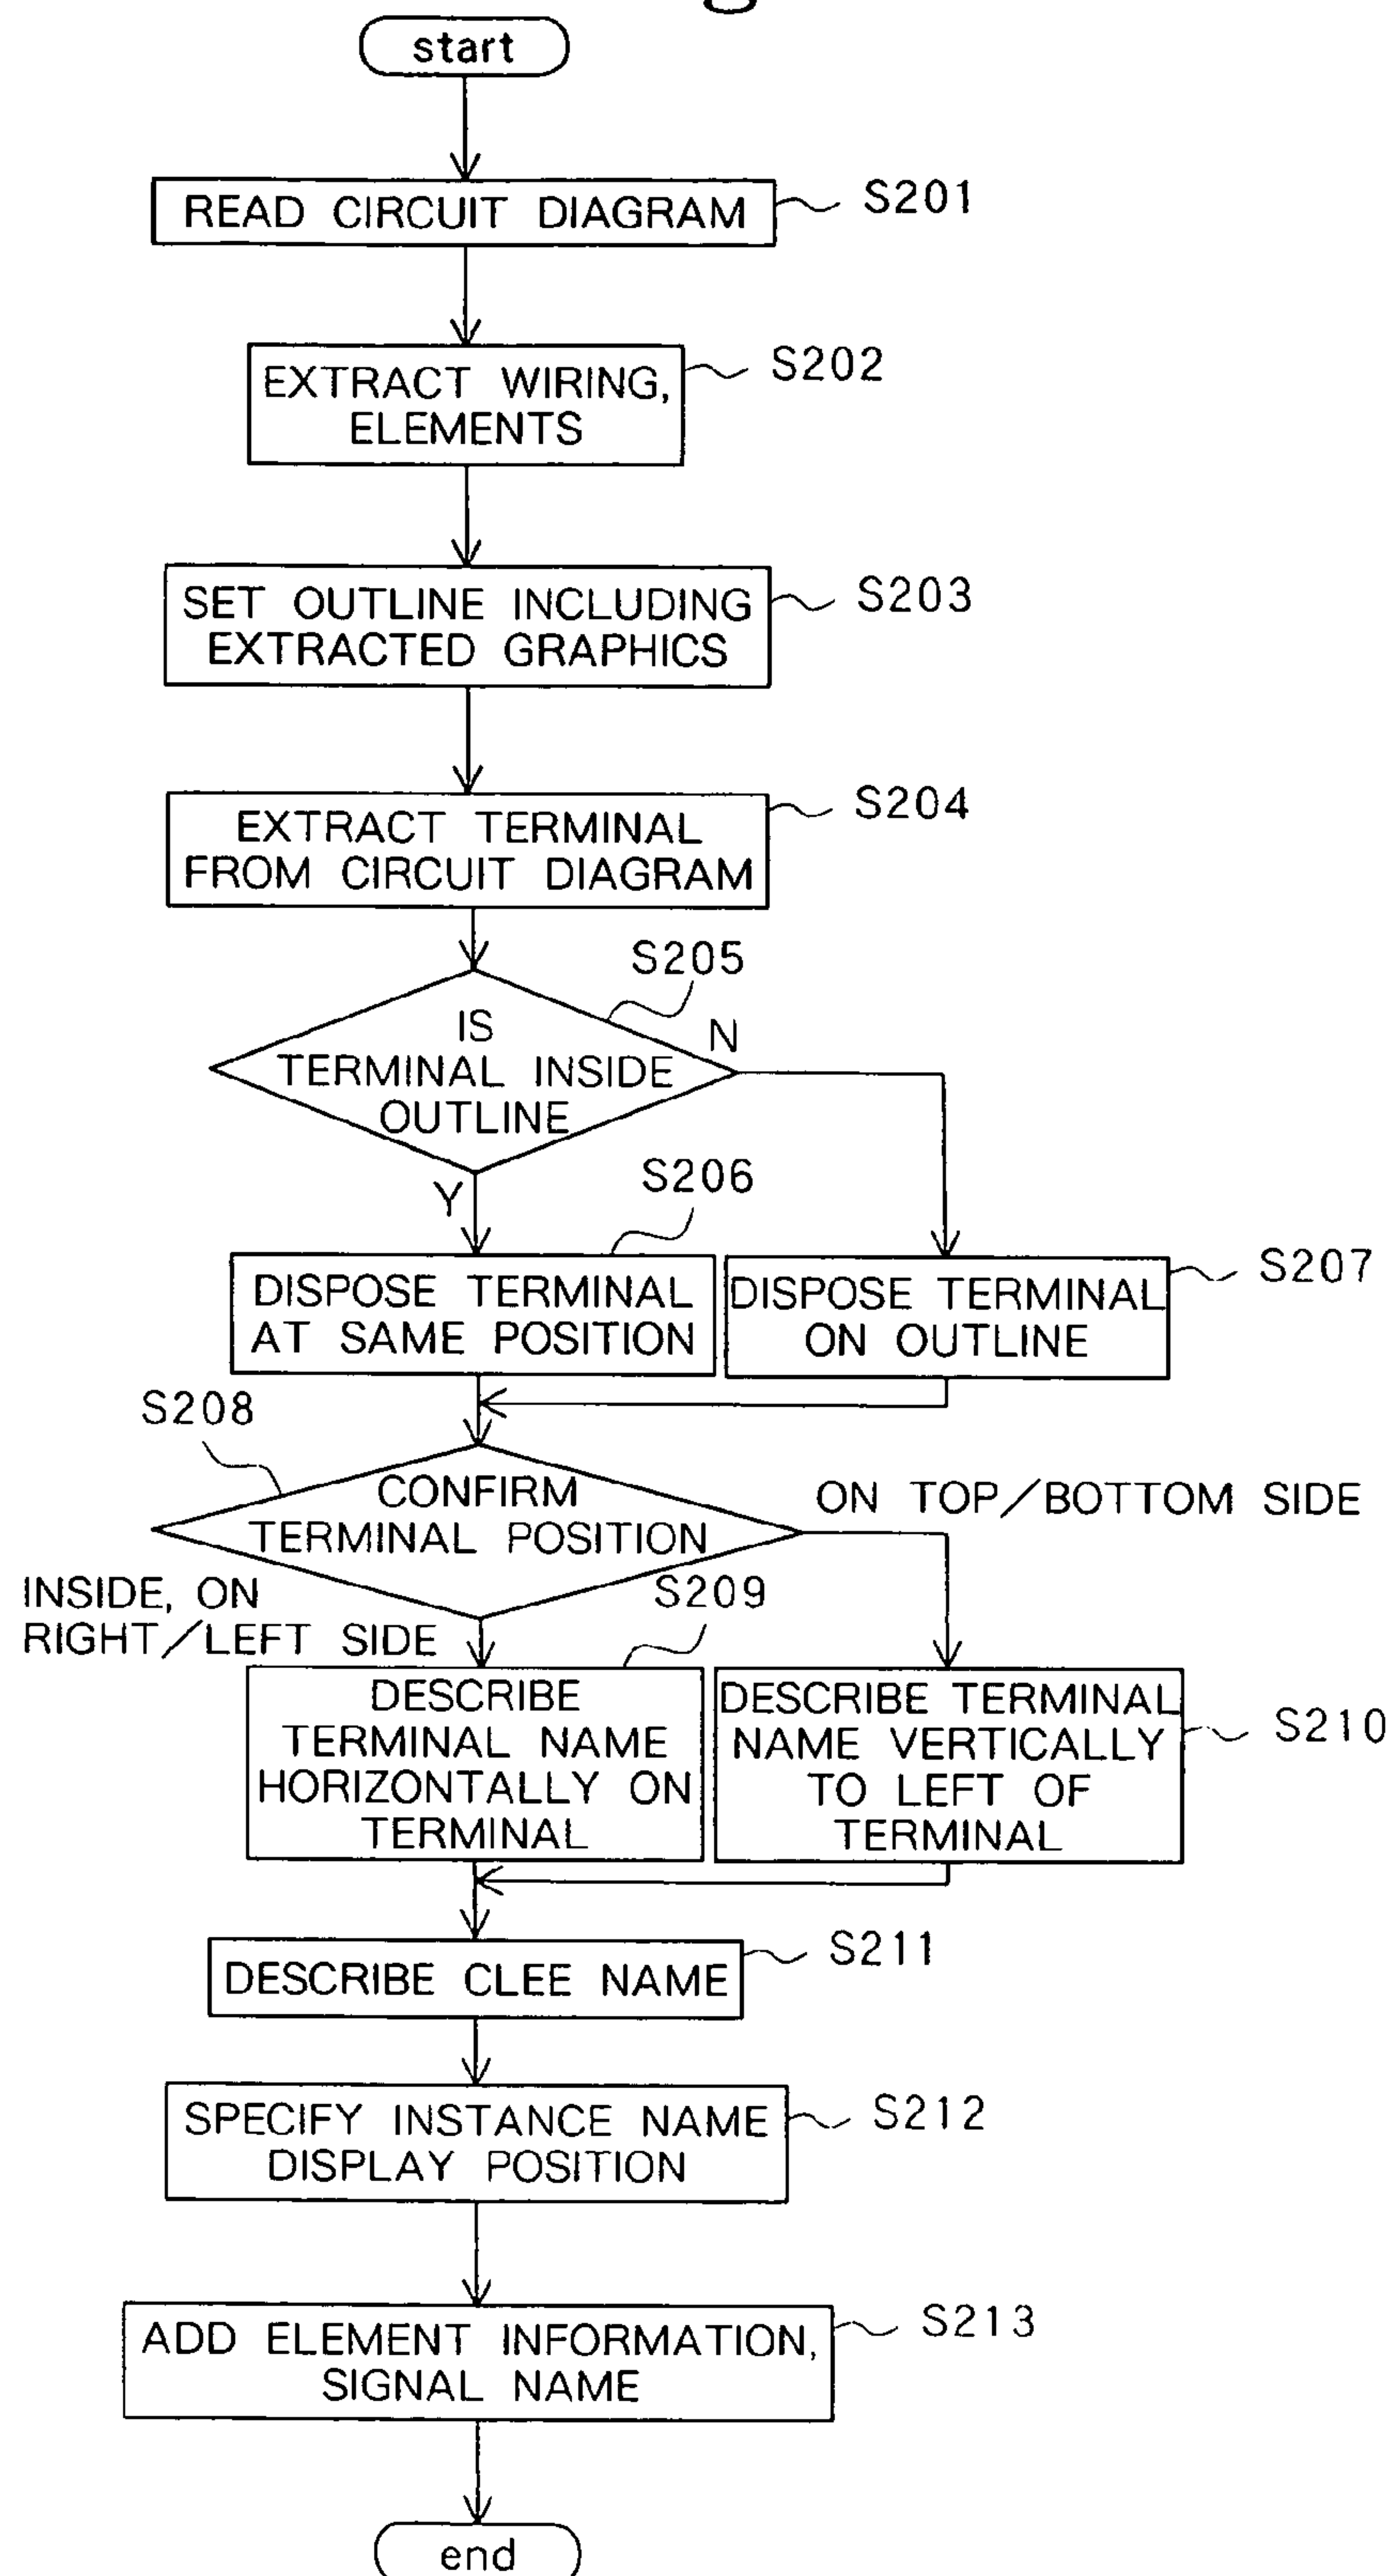 start
READ CIRCUIT DIAGRAM
S201
EXTRACT WIRING,
ELEMENTS
S202
SET OUTLINE INCLUDING
EXTRACTED GRAPHICS
S203
EXTRACT TERMINAL
FROM CIRCUIT DIAGRAM
S204
S205
IS
TERMINAL INSIDE
OUTLINE
N
Y
S206
DISPOSE TERMINAL
AT SAME POSITION
DISPOSE TERMINAL
ON OUTLINE
S207
S208
CONFIRM
TERMINAL POSITION
ON TOP/BOTTOM SIDE
INSIDE, ON
RIGHT/LEFT SIDE
S209
DESCRIBE
TERMINAL NAME
HORIZONTALLY ON
TERMINAL
DESCRIBE TERMINAL
NAME VERTICALLY
TO LEFT OF
TERMINAL
S210
DESCRIBE CLEE NAME
S211
SPECIFY INSTANCE NAME
DISPLAY POSITION
S212
ADD ELEMENT INFORMATION,
SIGNAL NAME
S213
end